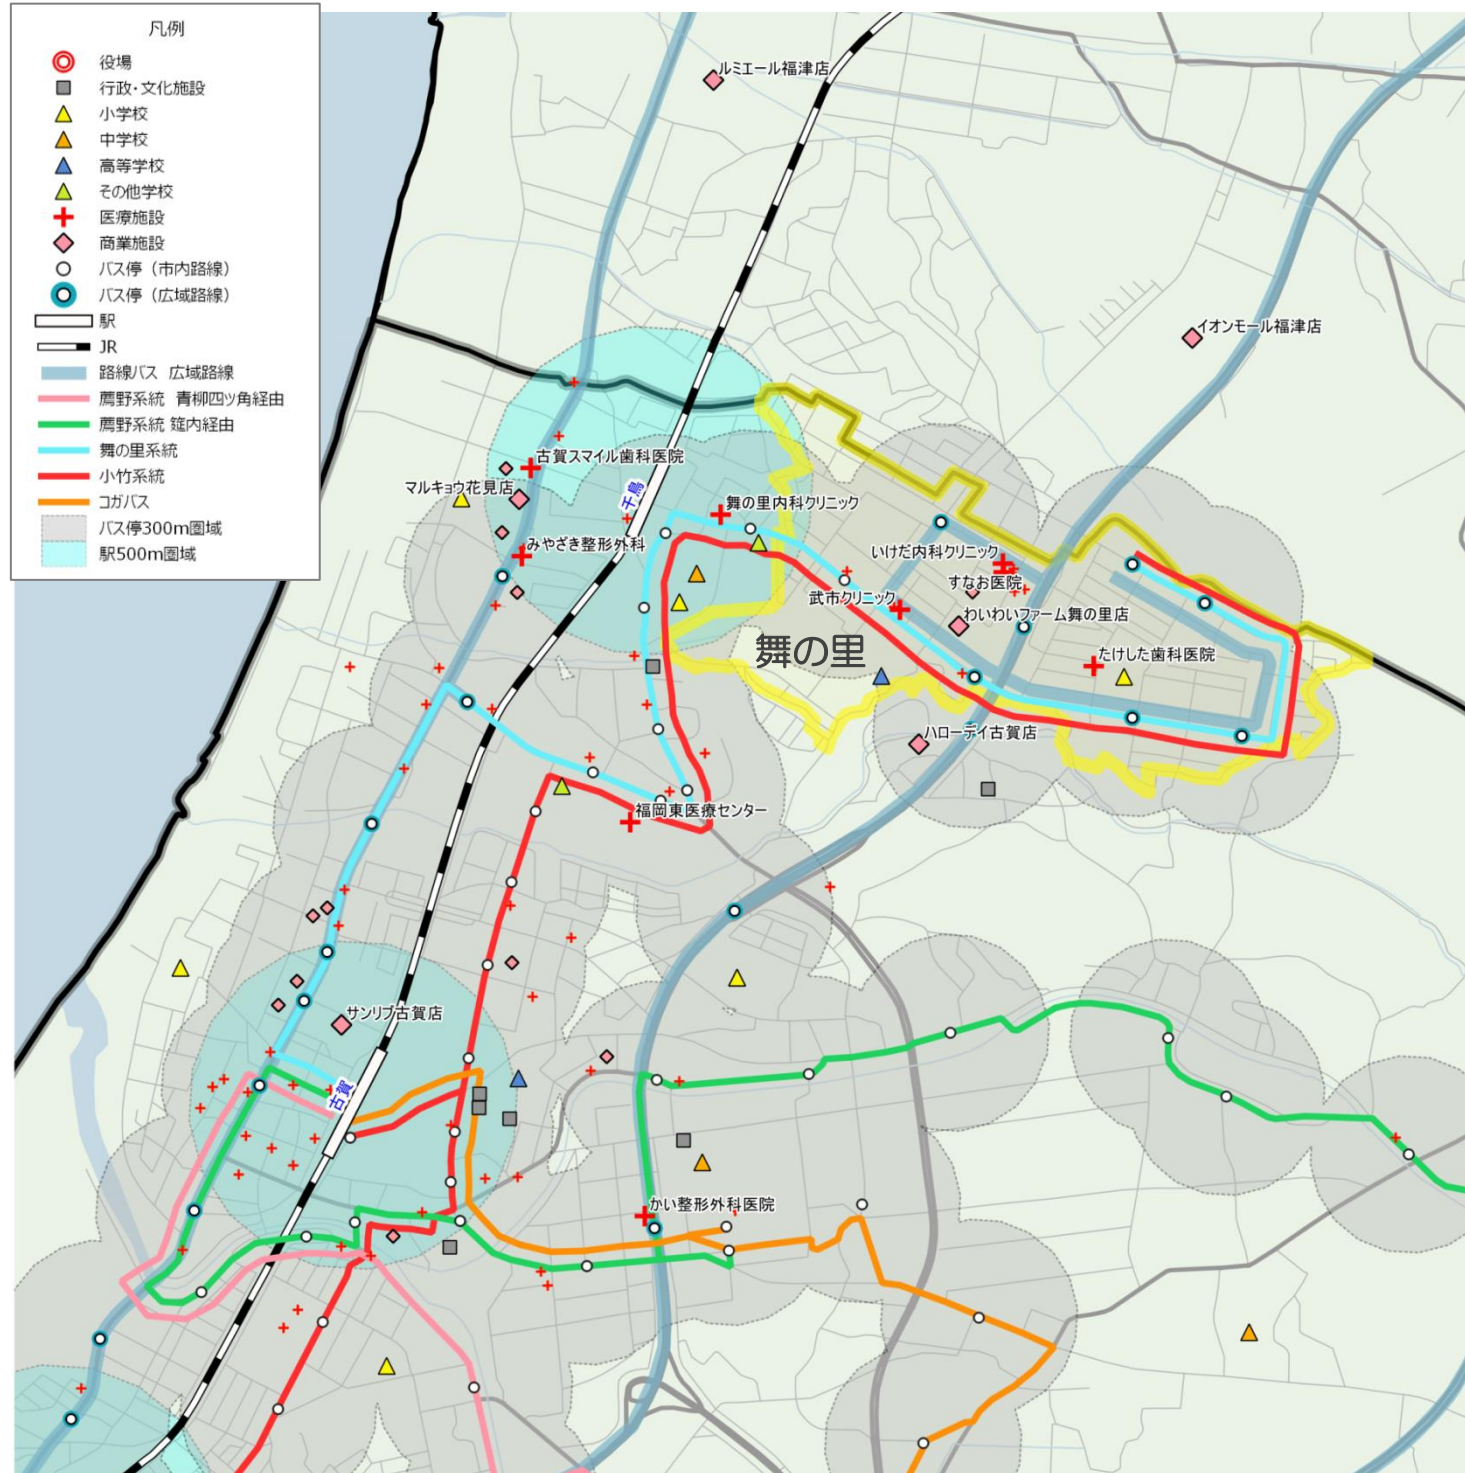 凡例
役場
行政・文化施設
小学校
中学校
高等学校
その他学校
医療施設
商業施設
バス停（市内路線）
バス停（広域路線）
駅
JR
路線バス 広域路線
薦野系統 青柳四ッ角経由
薦野系統 筵内経由
舞の里系統
小竹系統
コガバス
バス停300m圏域
駅500m圏域
ルミエール福津店
イオンモール福津店
古賀スマイル歯科医院
マルキョウ花見店
千鳥
舞の里内科クリニック
みやざき整形外科
いけだ内科クリニック
すなお医院
武市クリニック
わいわいファーム舞の里店
舞の里
たけした歯科医院
ハローデイ古賀店
福岡東医療センター
サンリブ古賀店
古賀
かい整形外科医院